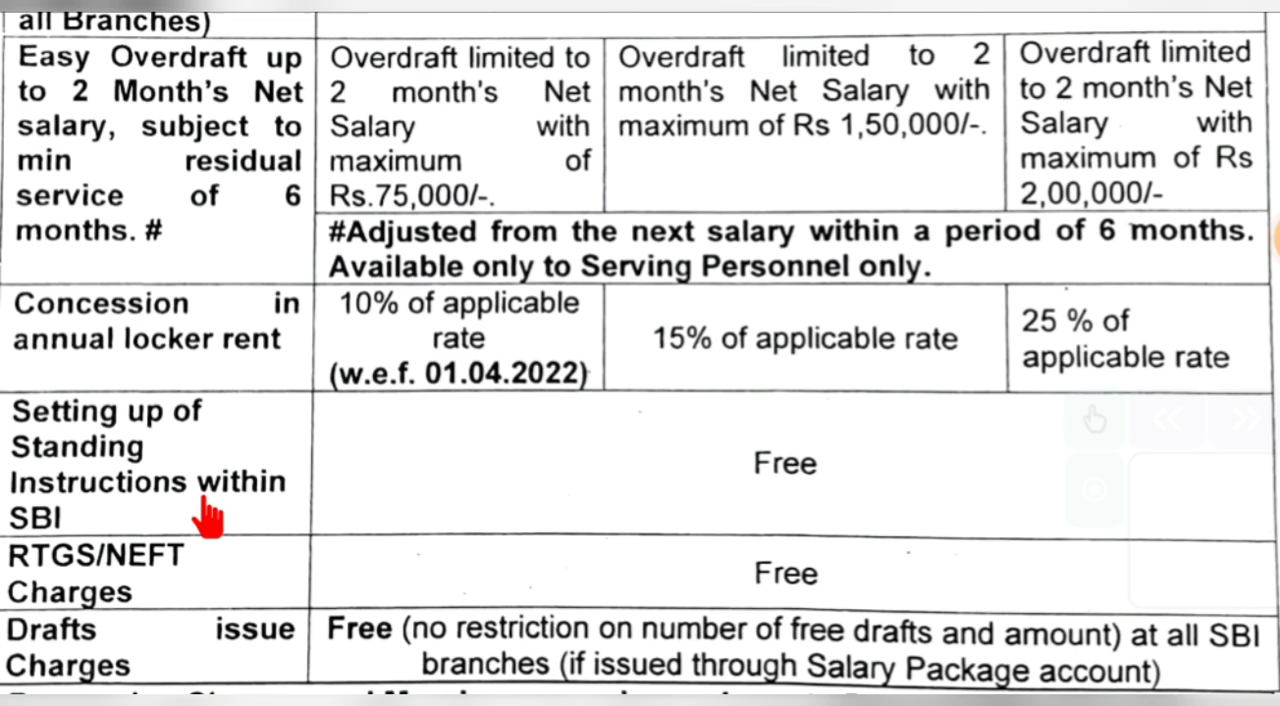 all Branches)
Easy Overdraft up
to 2 Month's Net
salary, subject to
min residual
service of 6
months. #
Overdraft limited to
2 month's Net
Salary with
maximum of
Rs.75,000/-.
Overdraft limited to 2
month's Net Salary with
maximum of Rs 1,50,000/-.
Overdraft limited
to 2 month's Net
Salary with
maximum of Rs
2,00,000/-
#Adjusted from the next salary within a period of 6 months.
Available only to Serving Personnel only.
Concession in
annual locker rent
10% of applicable
rate
(w.e.f. 01.04.2022)
15% of applicable rate
25 % of
applicable rate
Setting up of
Standing
Instructions within
SBI
Free
RTGS/NEFT
Charges
Free
Drafts issue
Charges
Free (no restriction on number of free drafts and amount) at all SBI
branches (if issued through Salary Package account)